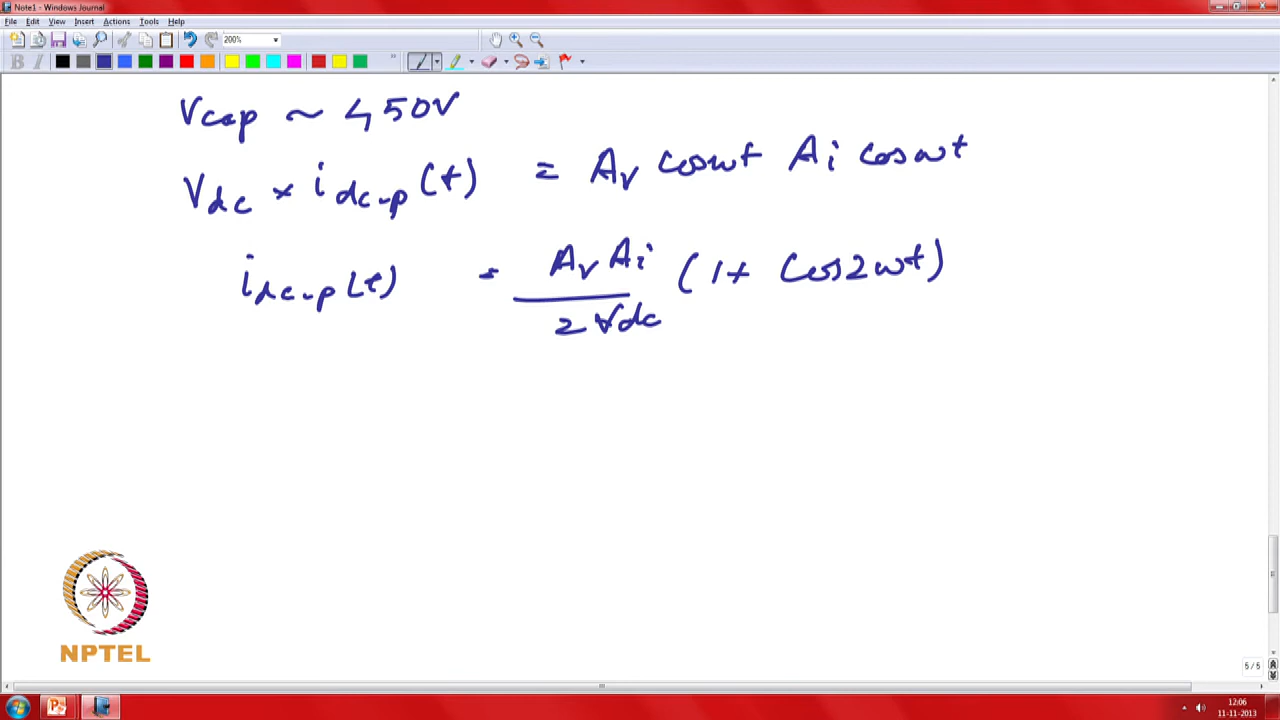 Note1 - Windows Journal
File Edit View Insert Actions Tools Help
200%
B I
Vcap ~ 450V
Vdc × idc-p(t) = Av cosωt Ai cosωt
idc-p(t) = AvAi / 2Vdc (1 + Cos2ωt)
NPTEL
5 / 5
12:06
11-11-2013